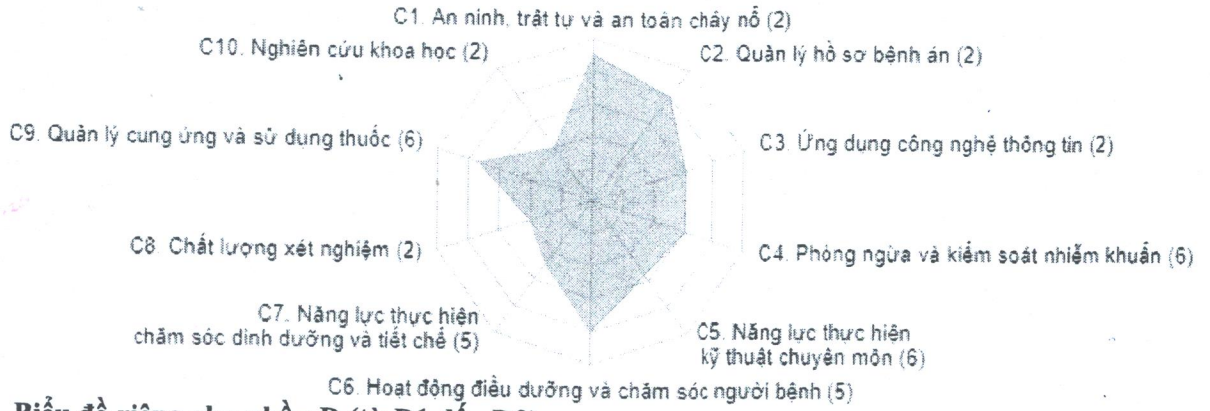 C1. An ninh, trật tự và an toàn cháy nổ (2)
C10. Nghiên cứu khoa học (2)
C2. Quản lý hồ sơ bệnh án (2)
C9. Quản lý cung ứng và sử dụng thuốc (6)
C3. Ứng dụng công nghệ thông tin (2)
C8. Chất lượng xét nghiệm (2)
C4. Phòng ngừa và kiểm soát nhiễm khuẩn (6)
C7. Năng lực thực hiện
chăm sóc dinh dưỡng và tiết chế (5)
C5. Năng lực thực hiện
kỹ thuật chuyên môn (6)
C6. Hoạt động điều dưỡng và chăm sóc người bệnh (5)